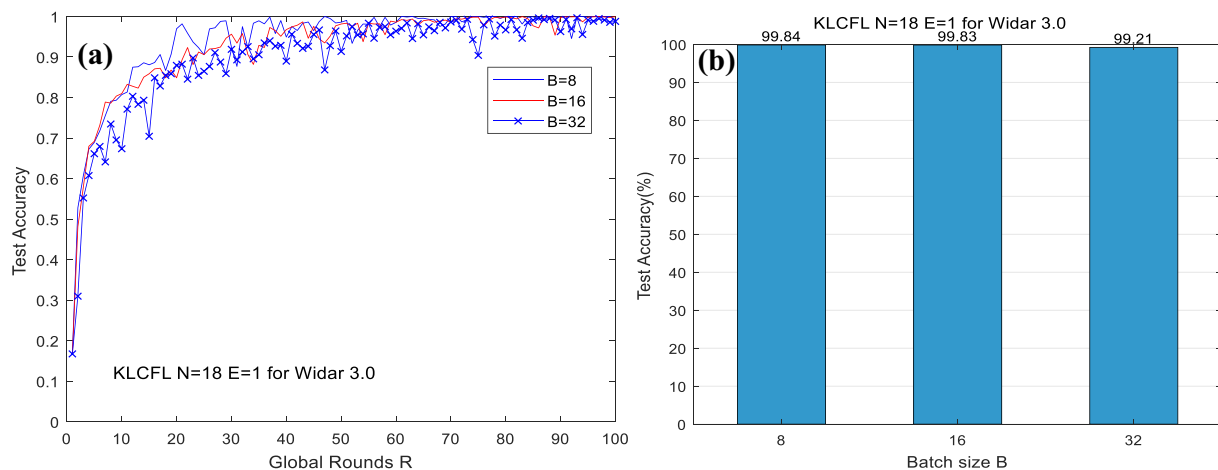 (a)
1
0.9
0.8
0.7
0.6
0.5
0.4
0.3
0.2
0.1
0
Test Accuracy
B=8
B=16
B=32
KLCFL N=18 E=1 for Widar 3.0
0 10 20 30 40 50 60 70 80 90 100
Global Rounds R
KLCFL N=18 E=1 for Widar 3.0
(b)
99.84 99.83 99.21
100
90
80
70
60
50
40
30
20
10
0
Test Accuracy(%)
8 16 32
Batch size B